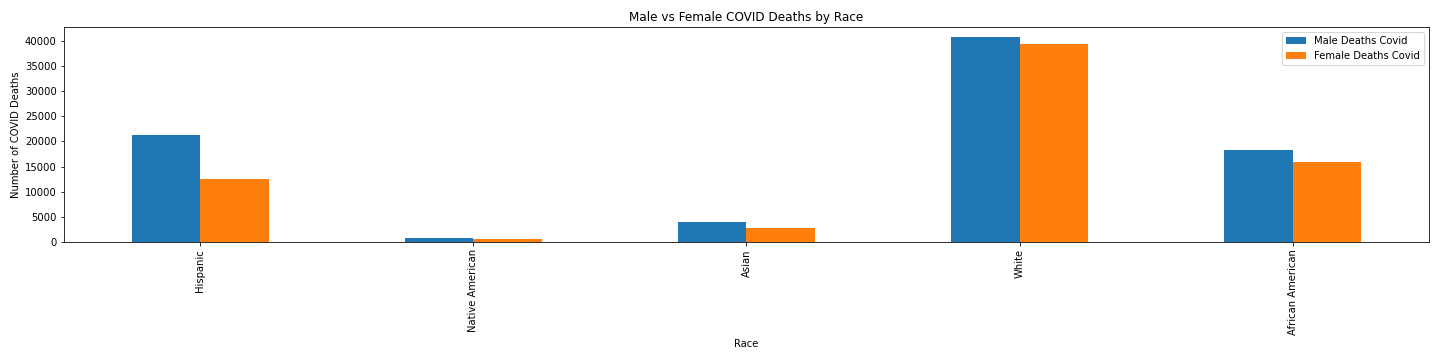 Male vs Female COVID Deaths by Race
Number of COVID Deaths
40000
35000
30000
25000
20000
15000
10000
5000
0
Male Deaths Covid
Female Deaths Covid
Hispanic
Native American
Asian
White
African American
Race